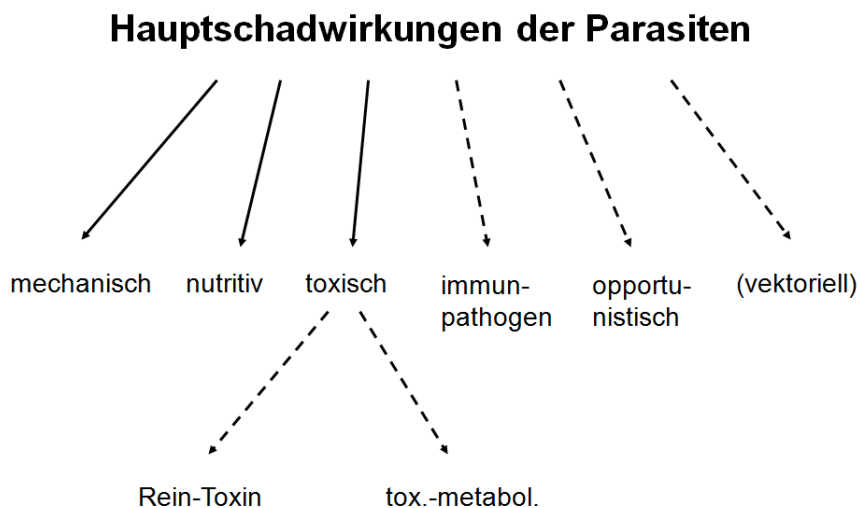 Hauptschadwirkungen der Parasiten
mechanisch nutritiv toxisch immun- opportu- (vektoriell)
pathogen nistisch
Rein-Toxin tox.-metabol.